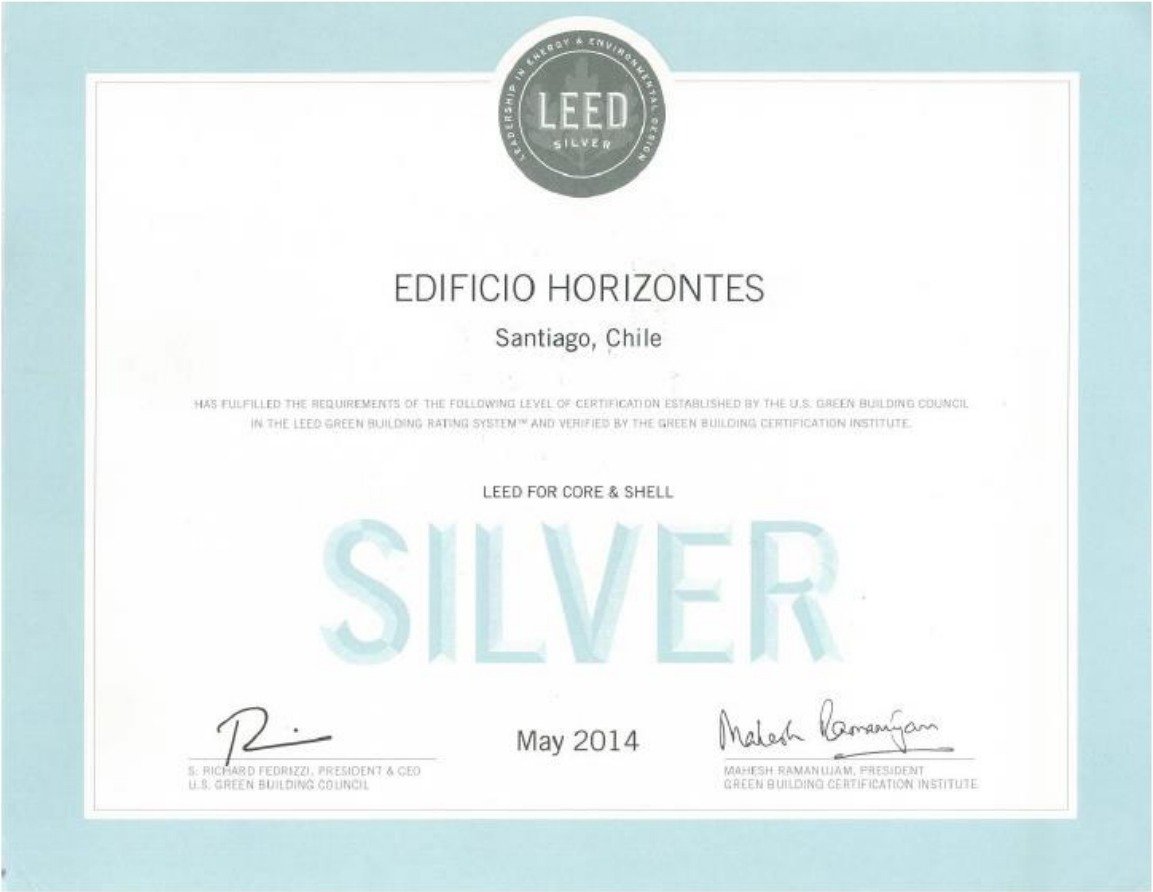 LEADERSHIP IN ENERGY & ENVIRONMENTAL DESIGN
LEED
SILVER
EDIFICIO HORIZONTES
Santiago, Chile
HAS FULFILLED THE REQUIREMENTS OF THE FOLLOWING LEVEL OF CERTIFICATION ESTABLISHED BY THE U.S. GREEN BUILDING COUNCIL
IN THE LEED GREEN BUILDING RATING SYSTEM™ AND VERIFIED BY THE GREEN BUILDING CERTIFICATION INSTITUTE.
LEED FOR CORE & SHELL
SILVER
Mahesh Ramanujam
May 2014
S. RICHARD FEDRIZZI, PRESIDENT & CEO
U.S. GREEN BUILDING COUNCIL
MAHESH RAMANUJAM, PRESIDENT
GREEN BUILDING CERTIFICATION INSTITUTE